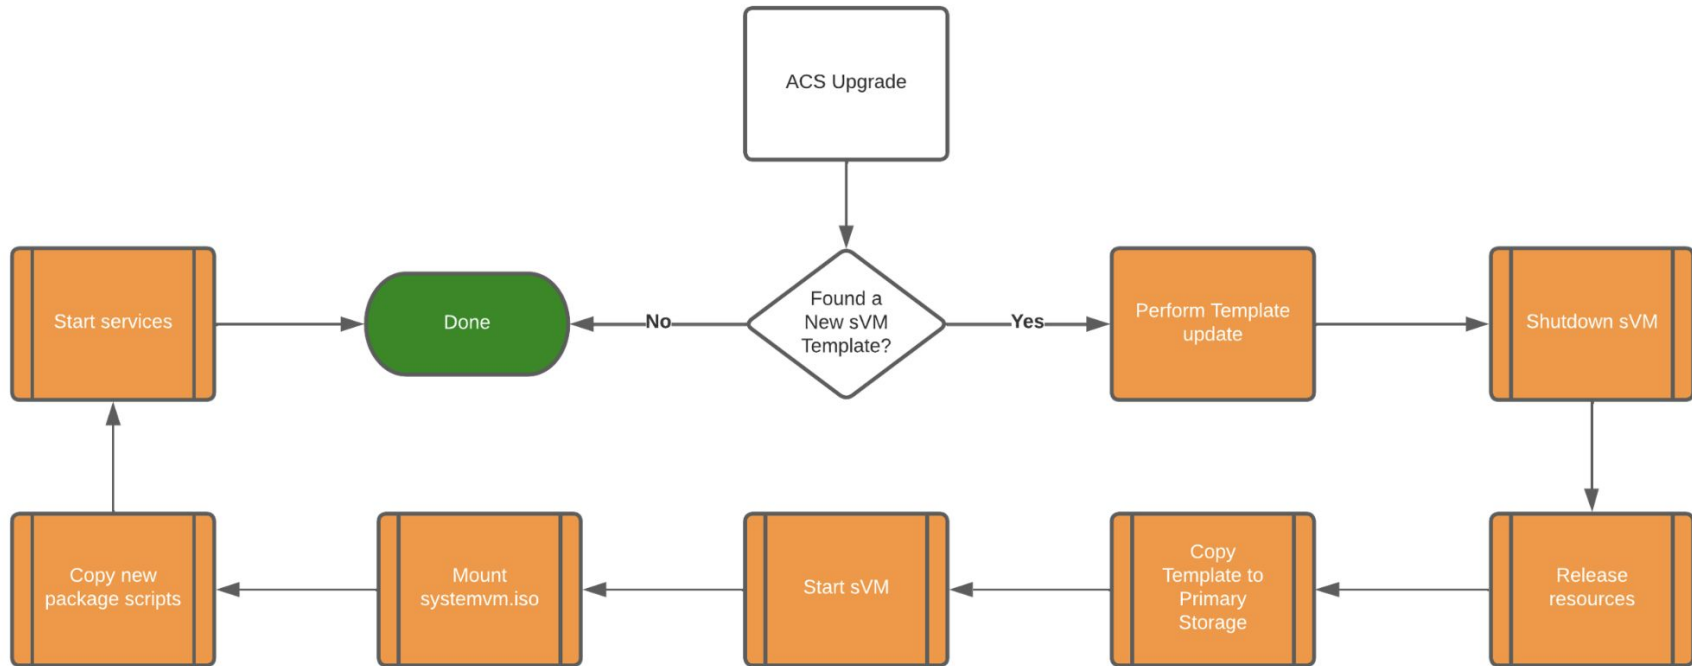 ACS Upgrade
Start services
Done
No
Found a
New sVM
Template?
Yes
Perform Template
update
Shutdown sVM
Copy new
package scripts
Mount
systemvm.iso
Start sVM
Copy
Template to
Primary
Storage
Release
resources